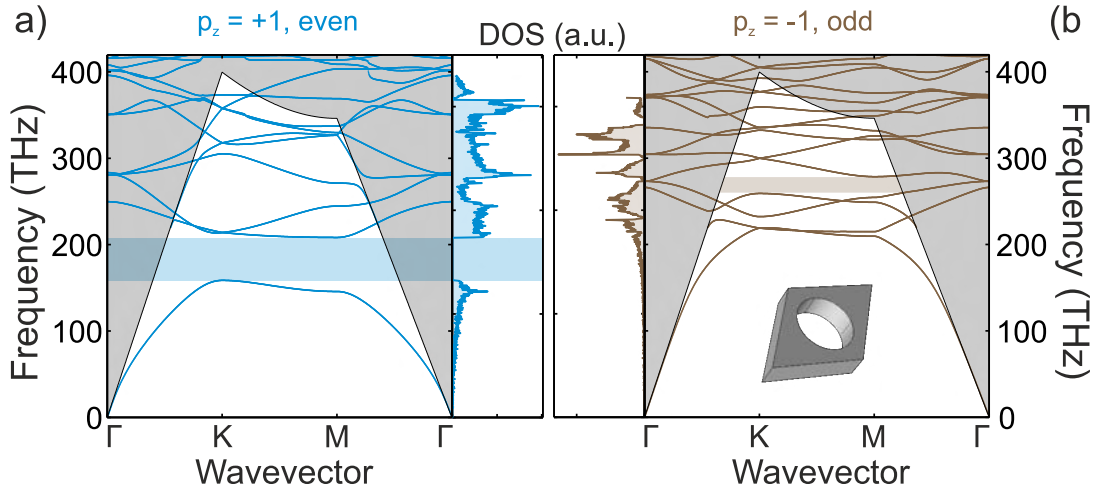 a)
p_z = +1, even
DOS (a.u.)
p_z = -1, odd
(b)
Frequency (THz)
400
300
200
100
0
Γ K M Γ
Wavevector
Γ K M Γ
Wavevector
400
300
200
100
0
Frequency (THz)